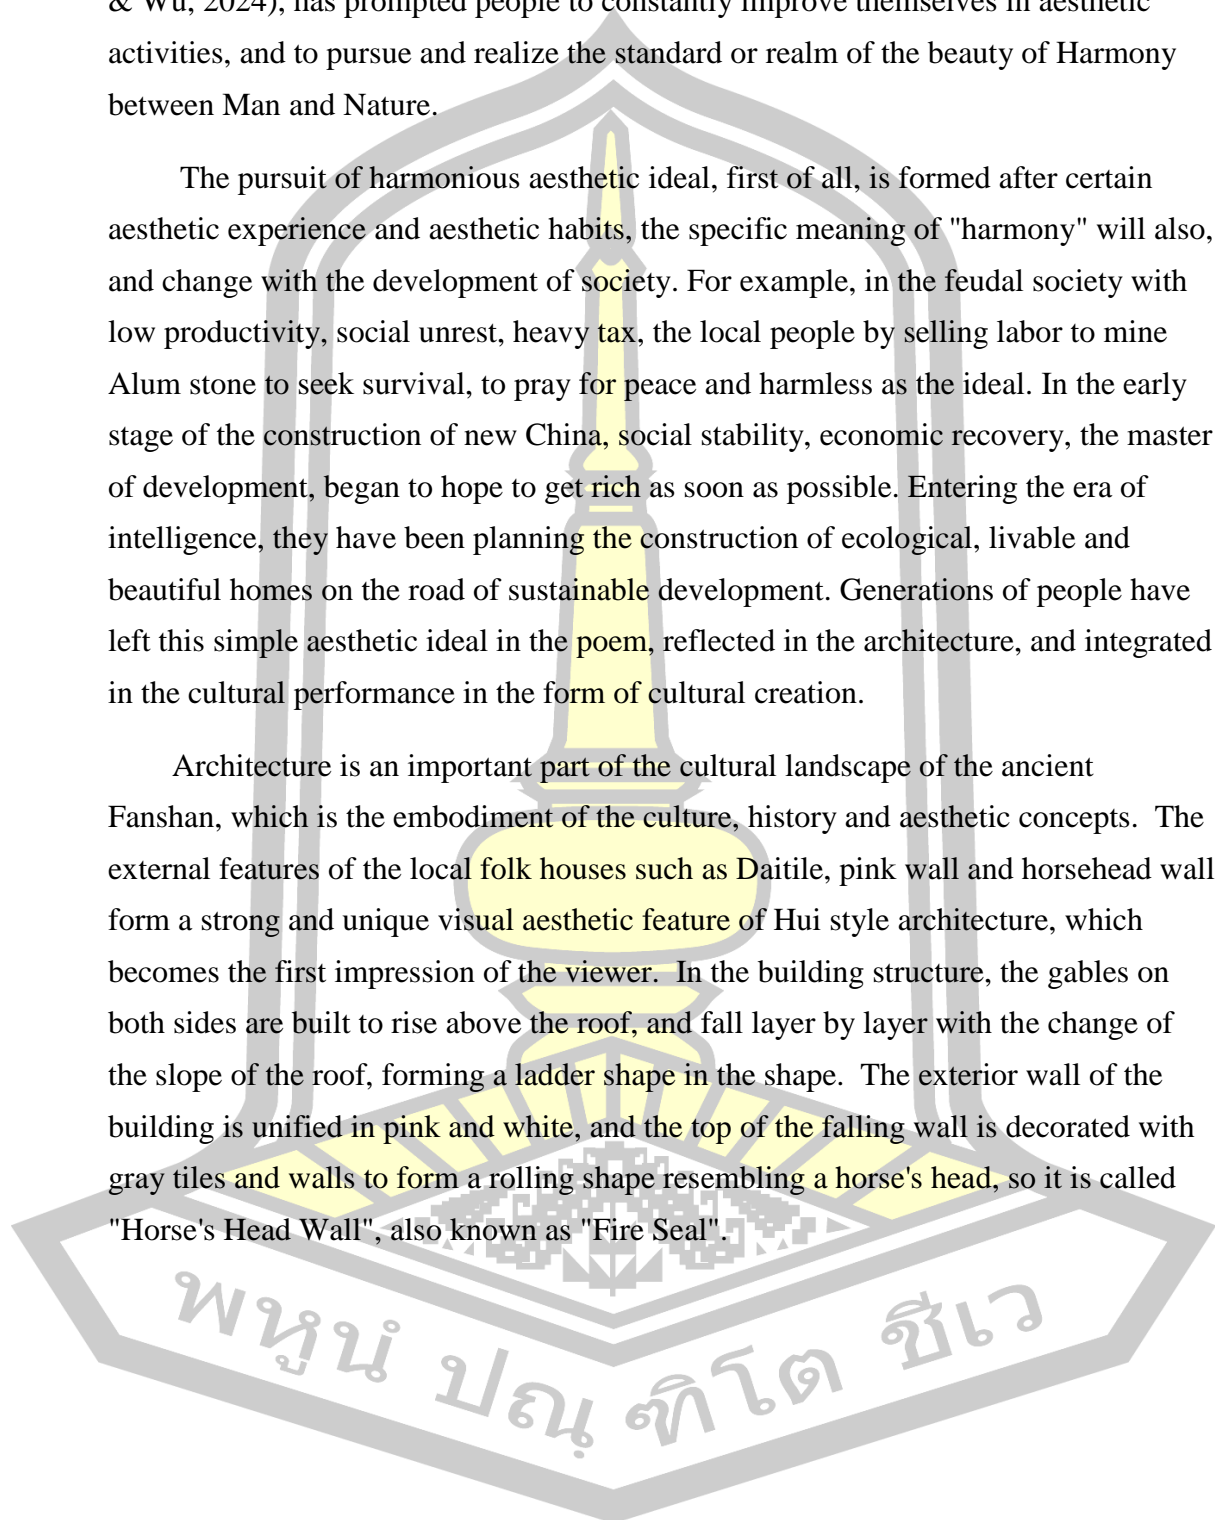 & Wu, 2024), has prompted people to constantly improve themselves in aesthetic
activities, and to pursue and realize the standard or realm of the beauty of Harmony
between Man and Nature.
The pursuit of harmonious aesthetic ideal, first of all, is formed after certain
aesthetic experience and aesthetic habits, the specific meaning of "harmony" will also,
and change with the development of society. For example, in the feudal society with
low productivity, social unrest, heavy tax, the local people by selling labor to mine
Alum stone to seek survival, to pray for peace and harmless as the ideal. In the early
stage of the construction of new China, social stability, economic recovery, the master
of development, began to hope to get rich as soon as possible. Entering the era of
intelligence, they have been planning the construction of ecological, livable and
beautiful homes on the road of sustainable development. Generations of people have
left this simple aesthetic ideal in the poem, reflected in the architecture, and integrated
in the cultural performance in the form of cultural creation.
Architecture is an important part of the cultural landscape of the ancient
Fanshan, which is the embodiment of the culture, history and aesthetic concepts. The
external features of the local folk houses such as Daitile, pink wall and horsehead wall
form a strong and unique visual aesthetic feature of Hui style architecture, which
becomes the first impression of the viewer. In the building structure, the gables on
both sides are built to rise above the roof, and fall layer by layer with the change of
the slope of the roof, forming a ladder shape in the shape. The exterior wall of the
building is unified in pink and white, and the top of the falling wall is decorated with
gray tiles and walls to form a rolling shape resembling a horse's head, so it is called
"Horse's Head Wall", also known as "Fire Seal".
พหูนํ ปณฺฑิโต ชีเว